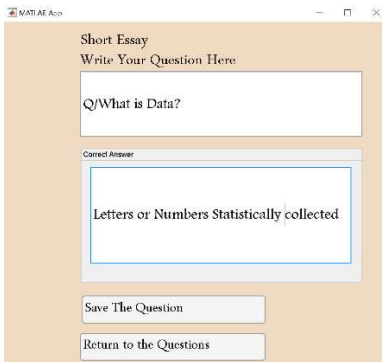 MATLAB App
Short Essay
Write Your Question Here
Q/What is Data?
Correct Answer
Letters or Numbers Statistically collected
Save The Question
Return to the Questions